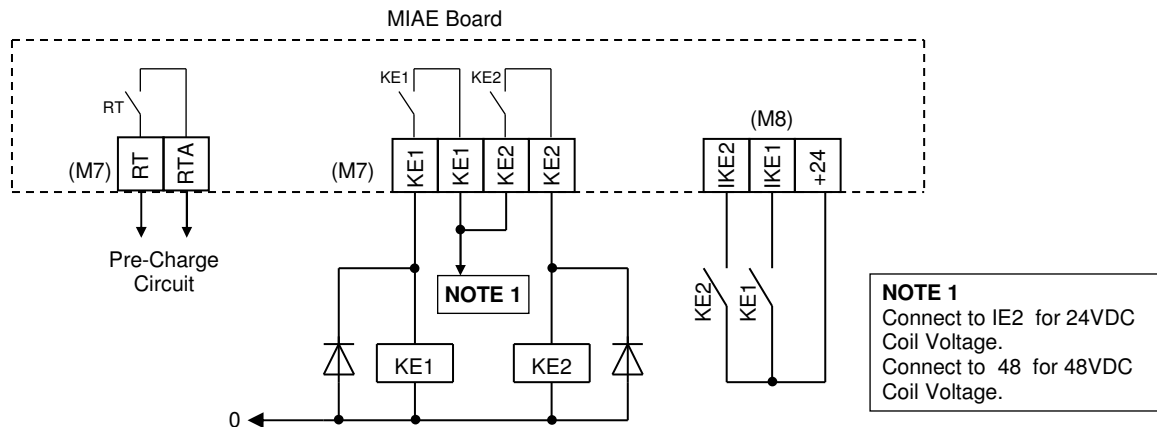 MIAE Board
KE1
KE2
RT
(M8)
(M7)
RT
RTA
(M7)
KE1
KE1
KE2
KE2
IKE2
IKE1
+24
Pre-Charge
Circuit
NOTE 1
KE2
KE1
NOTE 1
Connect to IE2 for 24VDC
Coil Voltage.
Connect to 48 for 48VDC
Coil Voltage.
KE1
KE2
0